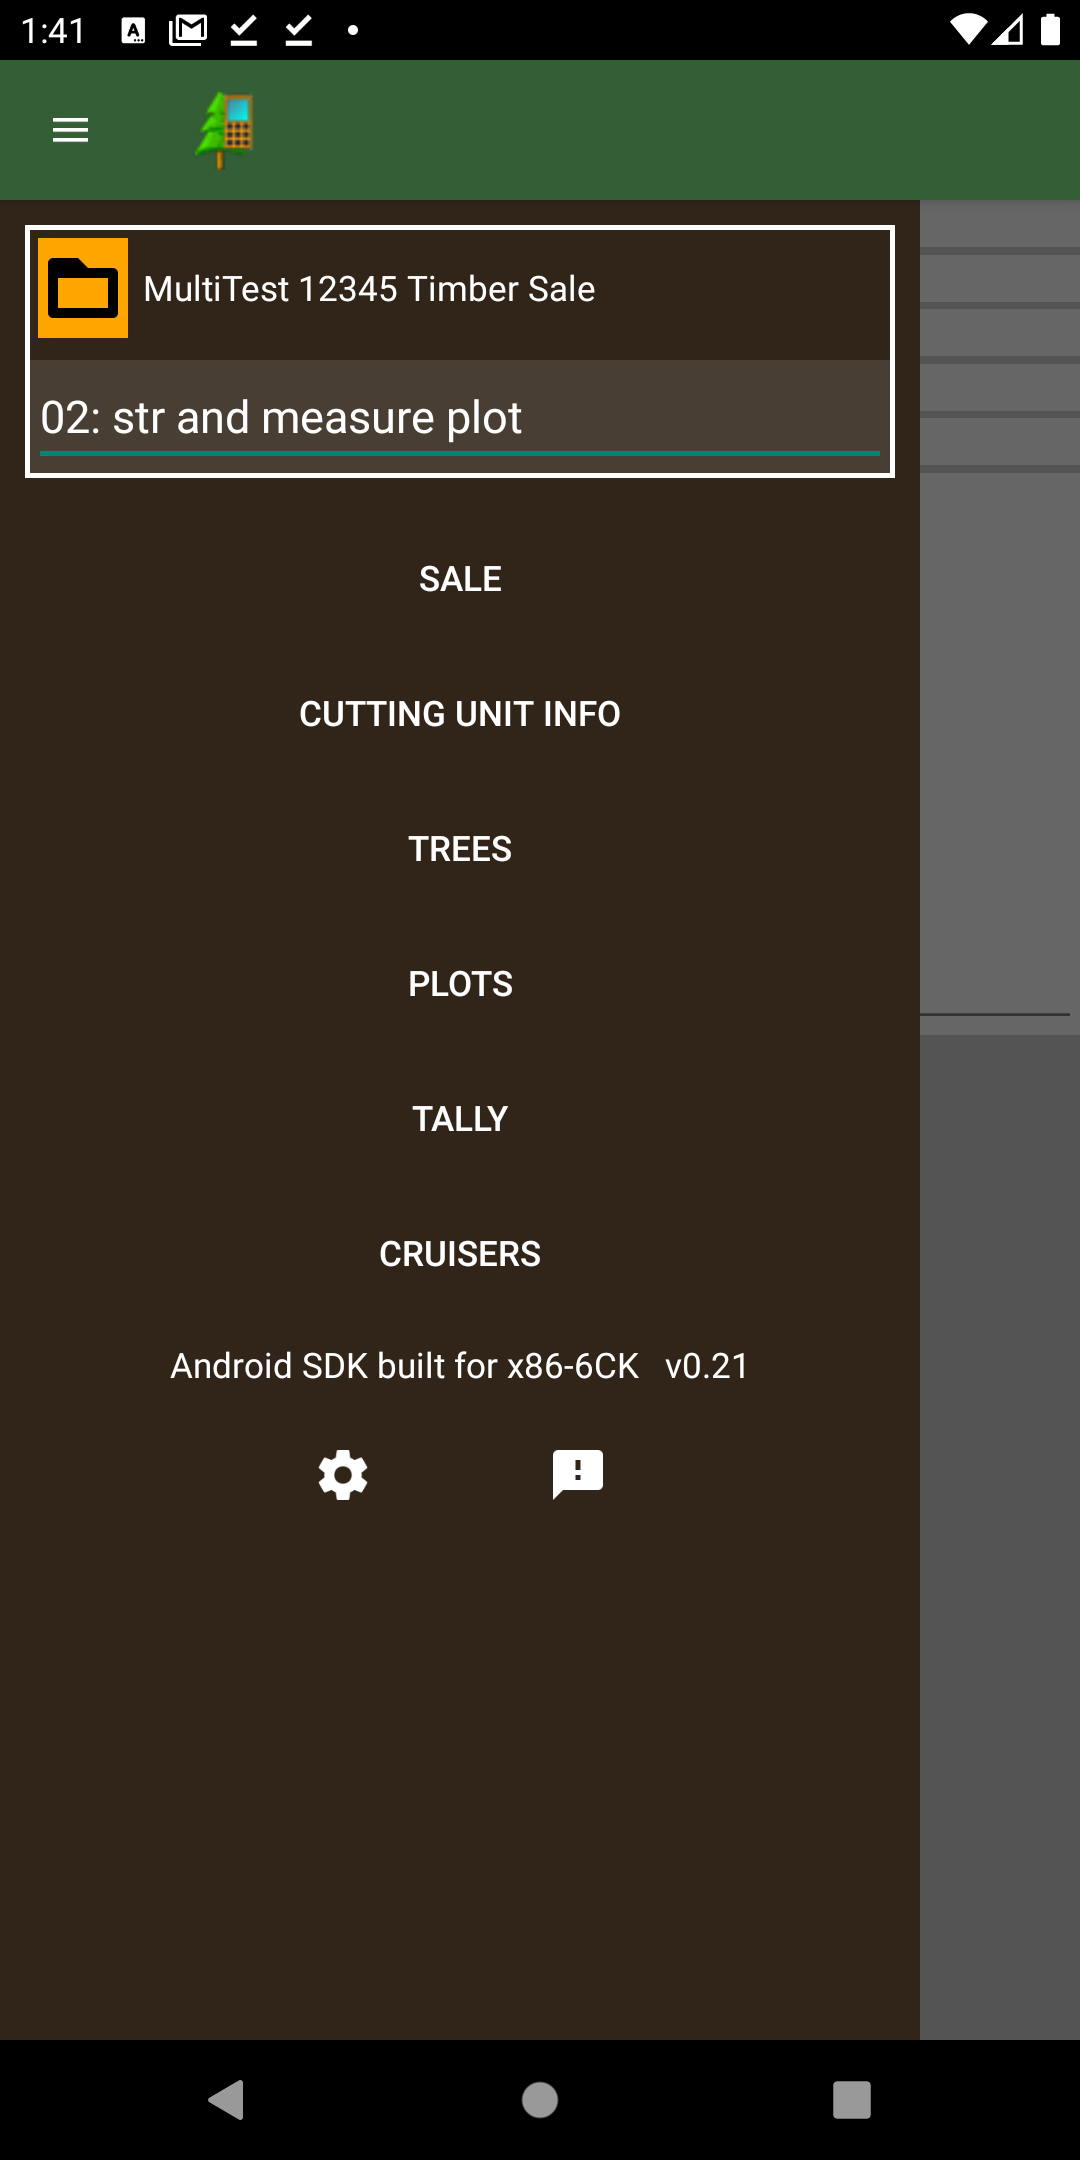 1:41
MultiTest 12345 Timber Sale
02: str and measure plot
SALE
CUTTING UNIT INFO
TREES
PLOTS
TALLY
CRUISERS
Android SDK built for x86-6CK v0.21